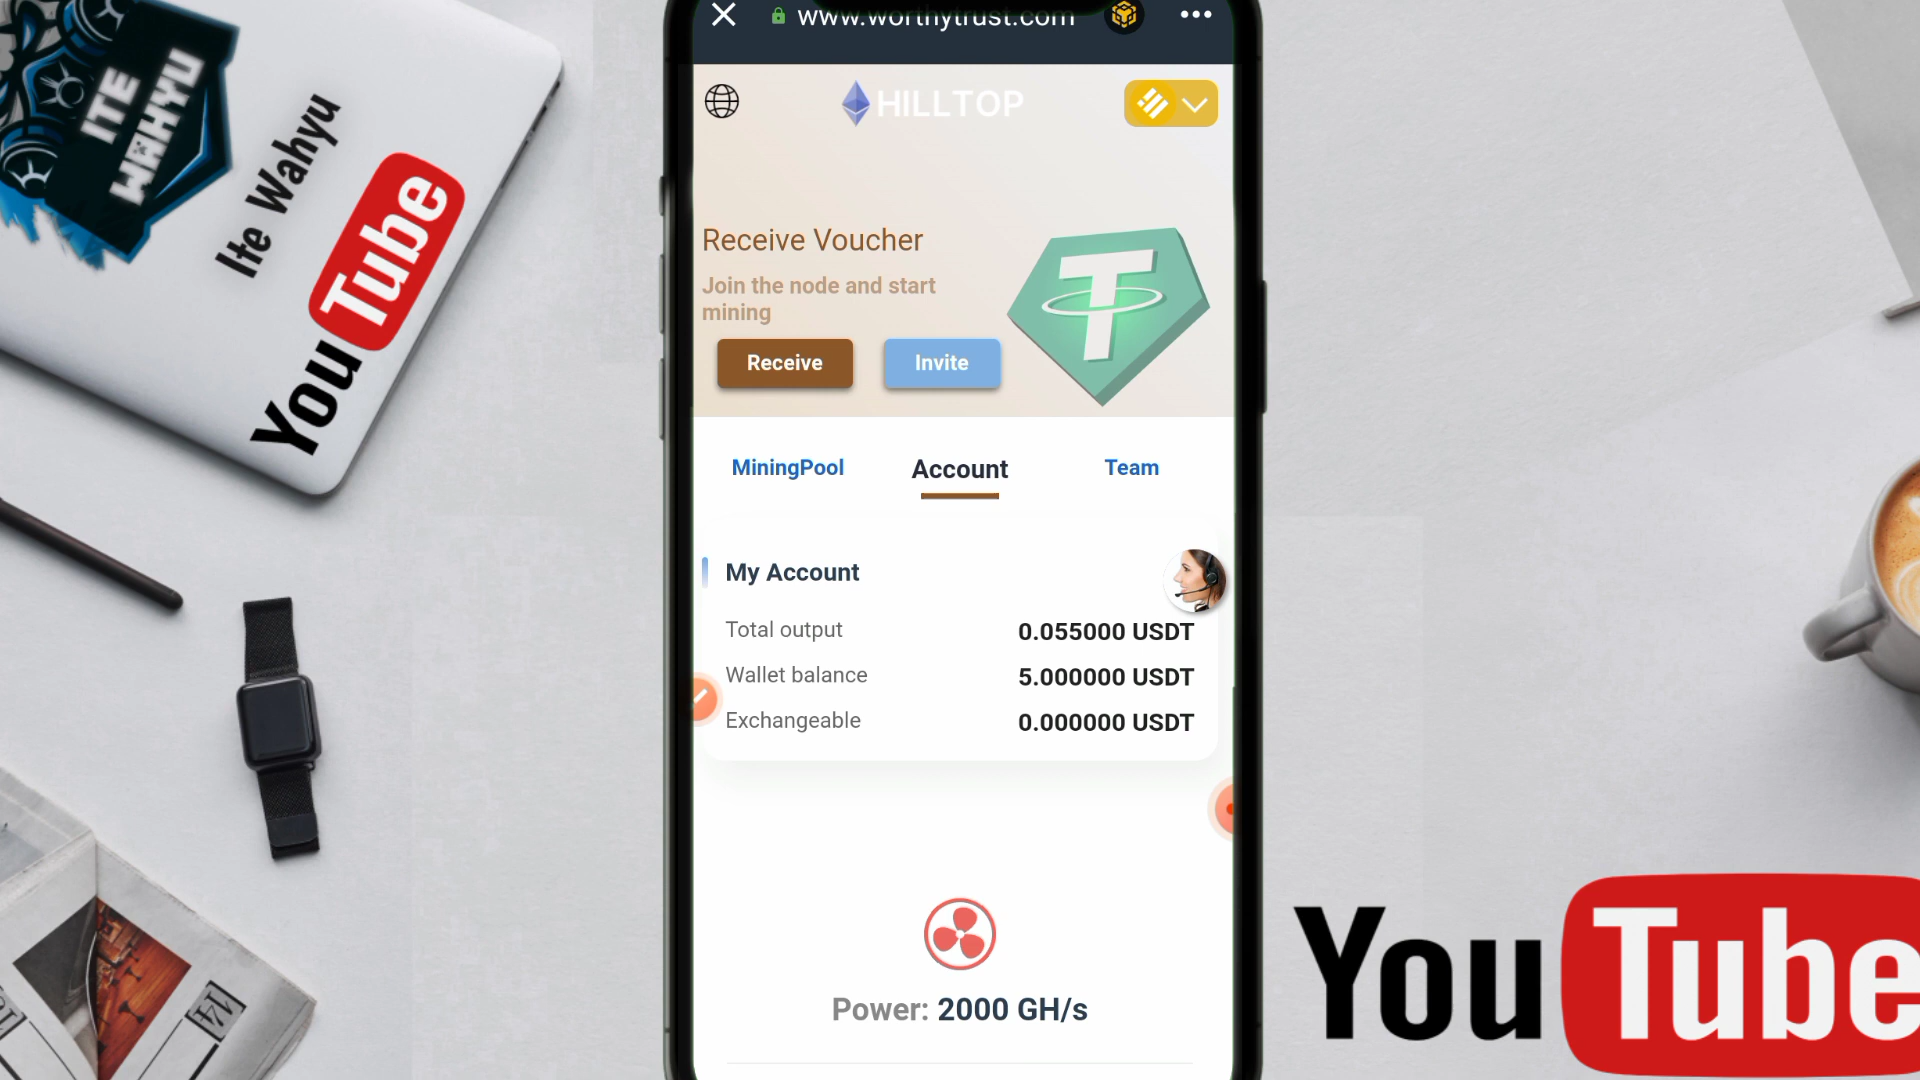 www.worthytrust.com
HILLTOP
Receive Voucher
Join the node and start
mining
Receive
Invite
MiningPool
Account
Team
My Account
Total output
0.055000 USDT
Wallet balance
5.000000 USDT
Exchangeable
0.000000 USDT
Power: 2000 GH/s
ITE
WAHYU
Ite Wahyu
YouTube
YouTube